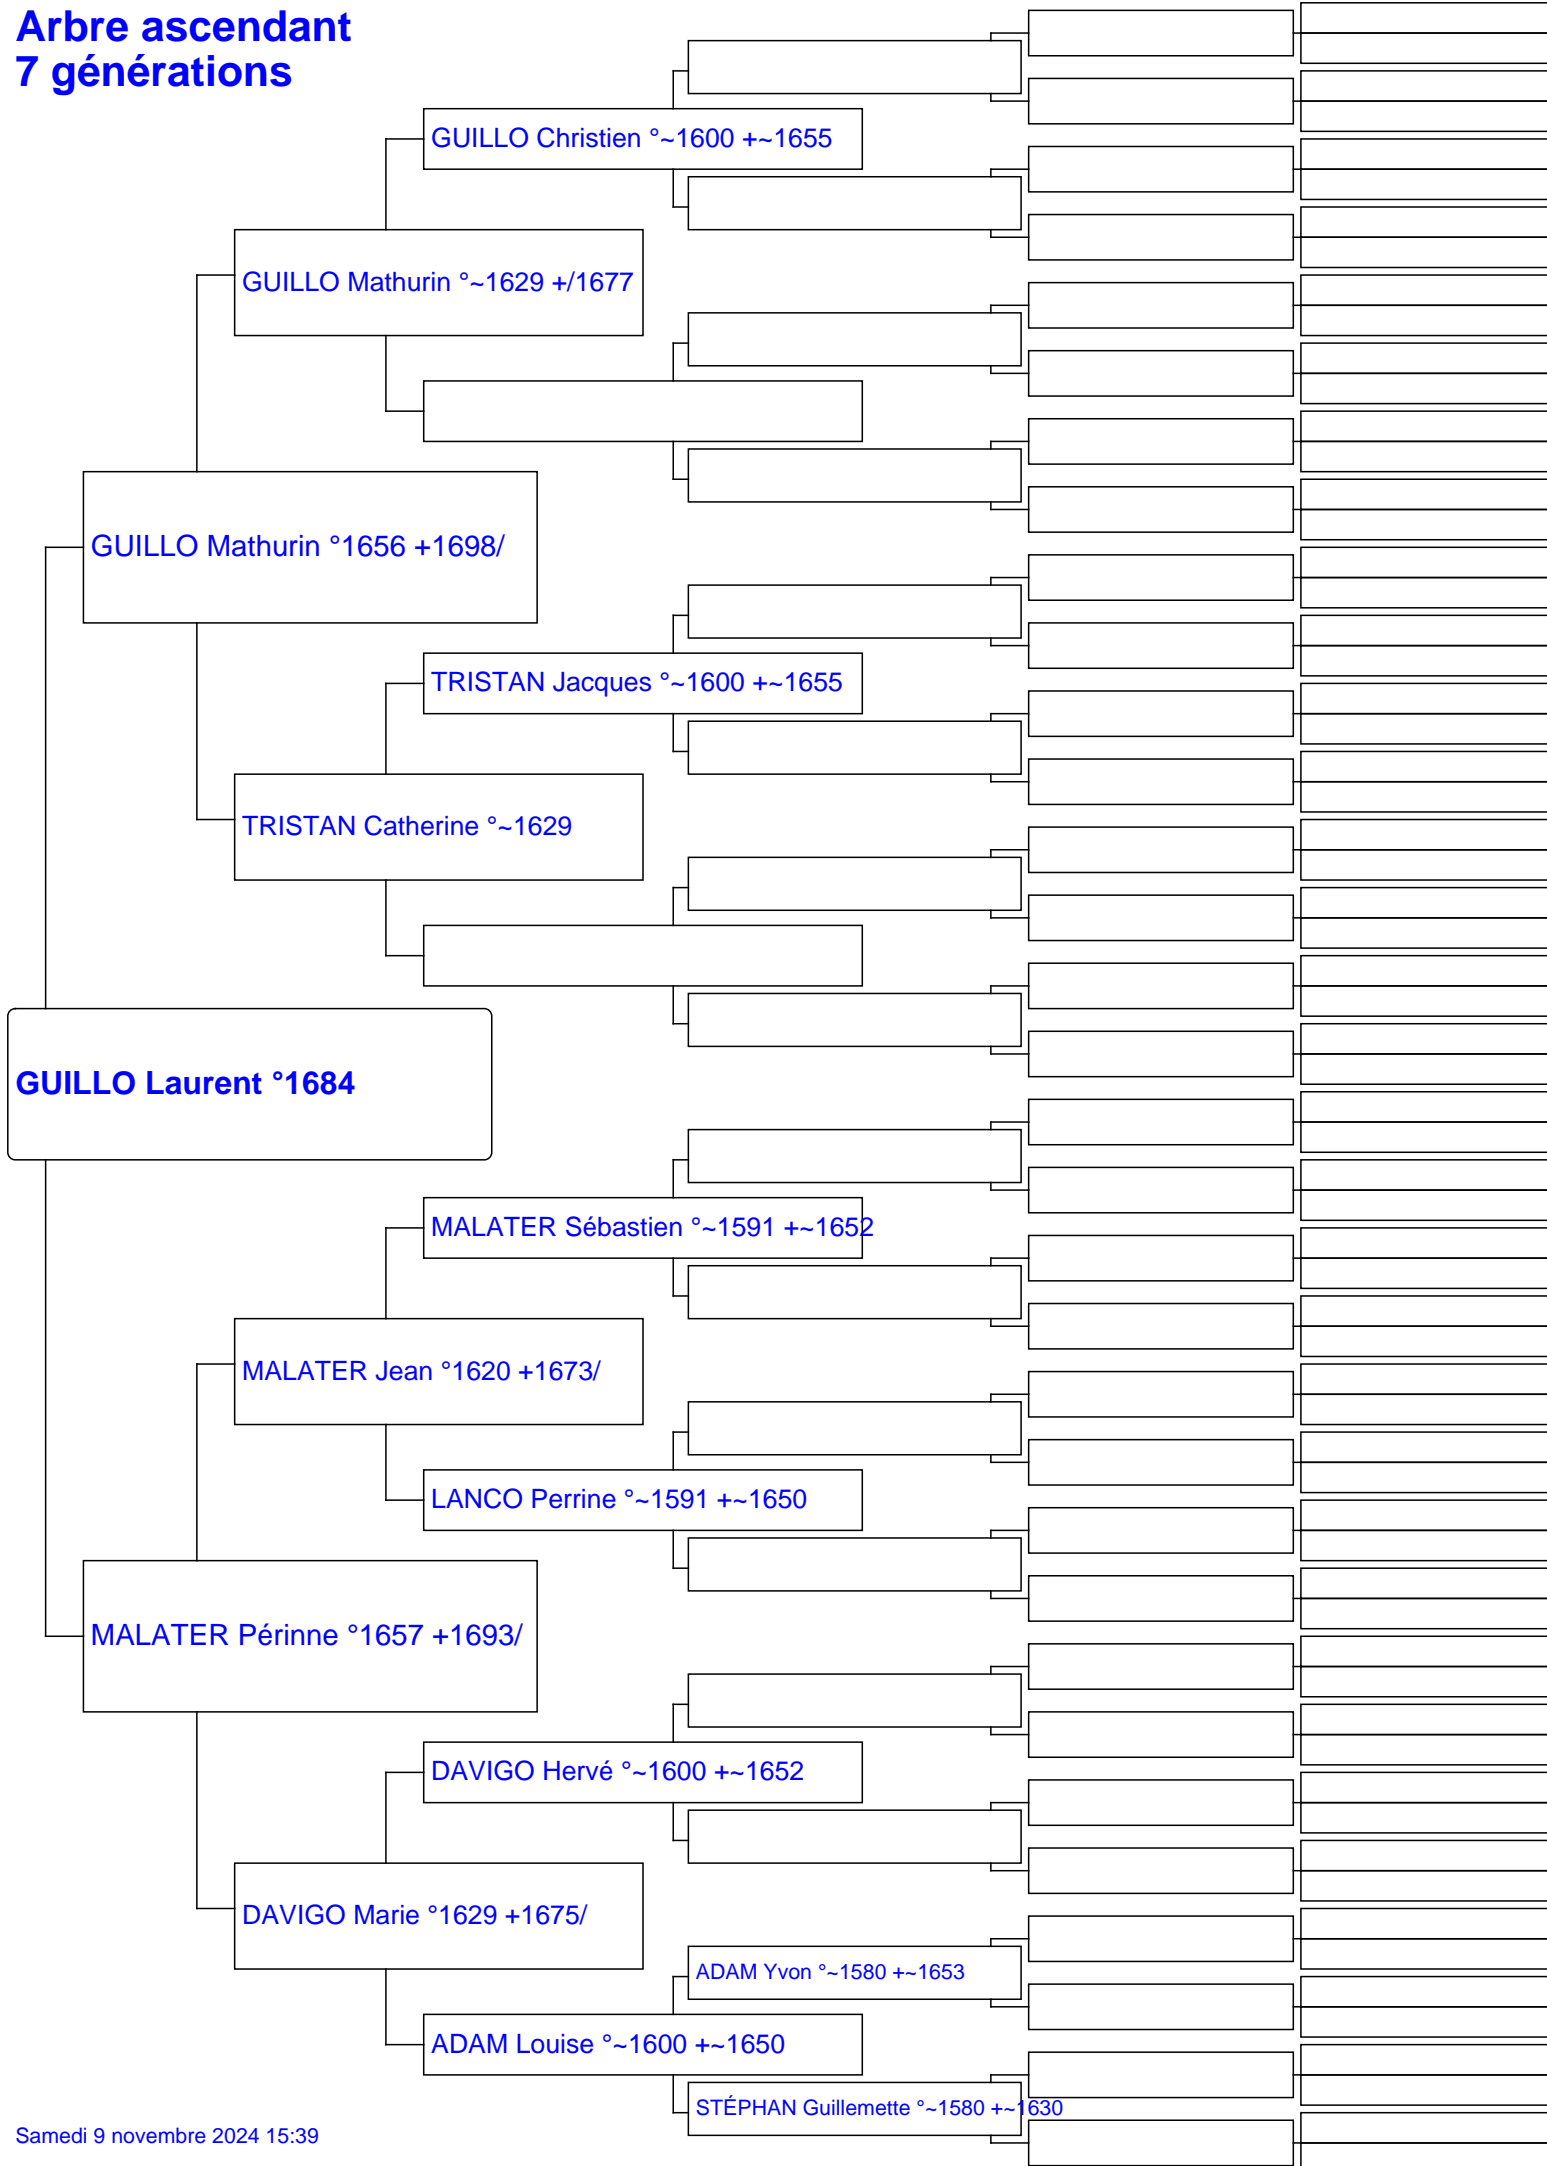 Arbre ascendant
7 générations
GUILLO Christien °~1600 +~1655
GUILLO Mathurin °~1629 +/1677
GUILLO Mathurin °1656 +1698/
TRISTAN Jacques °~1600 +~1655
TRISTAN Catherine °~1629
GUILLO Laurent °1684
MALATER Sébastien °~1591 +~1652
MALATER Jean °1620 +1673/
LANCO Perrine °~1591 +~1650
MALATER Périnne °1657 +1693/
DAVIGO Hervé °~1600 +~1652
DAVIGO Marie °1629 +1675/
ADAM Yvon °~1580 +~1653
ADAM Louise °~1600 +~1650
STÉPHAN Guillemette °~1580 +~1630
Samedi 9 novembre 2024 15:39